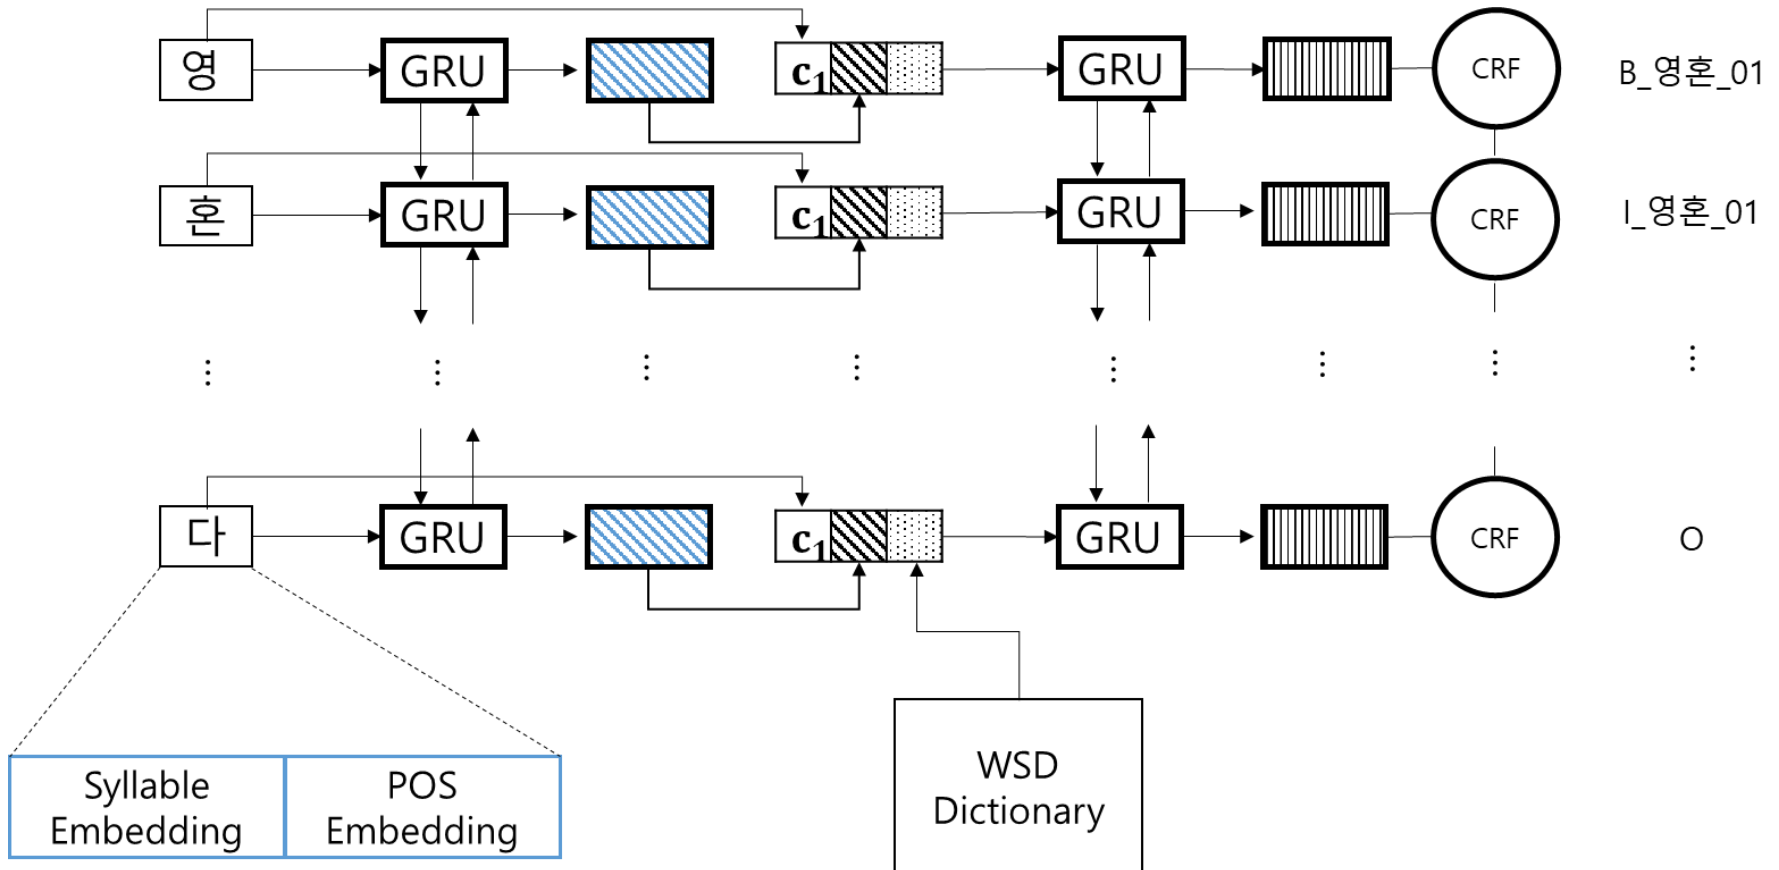 영 GRU c1 GRU CRF B_영혼_01
혼 GRU c1 GRU CRF I_영혼_01
⋮ ⋮ ⋮ ⋮ ⋮ ⋮ ⋮ ⋮
다 GRU c1 GRU CRF O
Syllable
Embedding
POS
Embedding
WSD
Dictionary